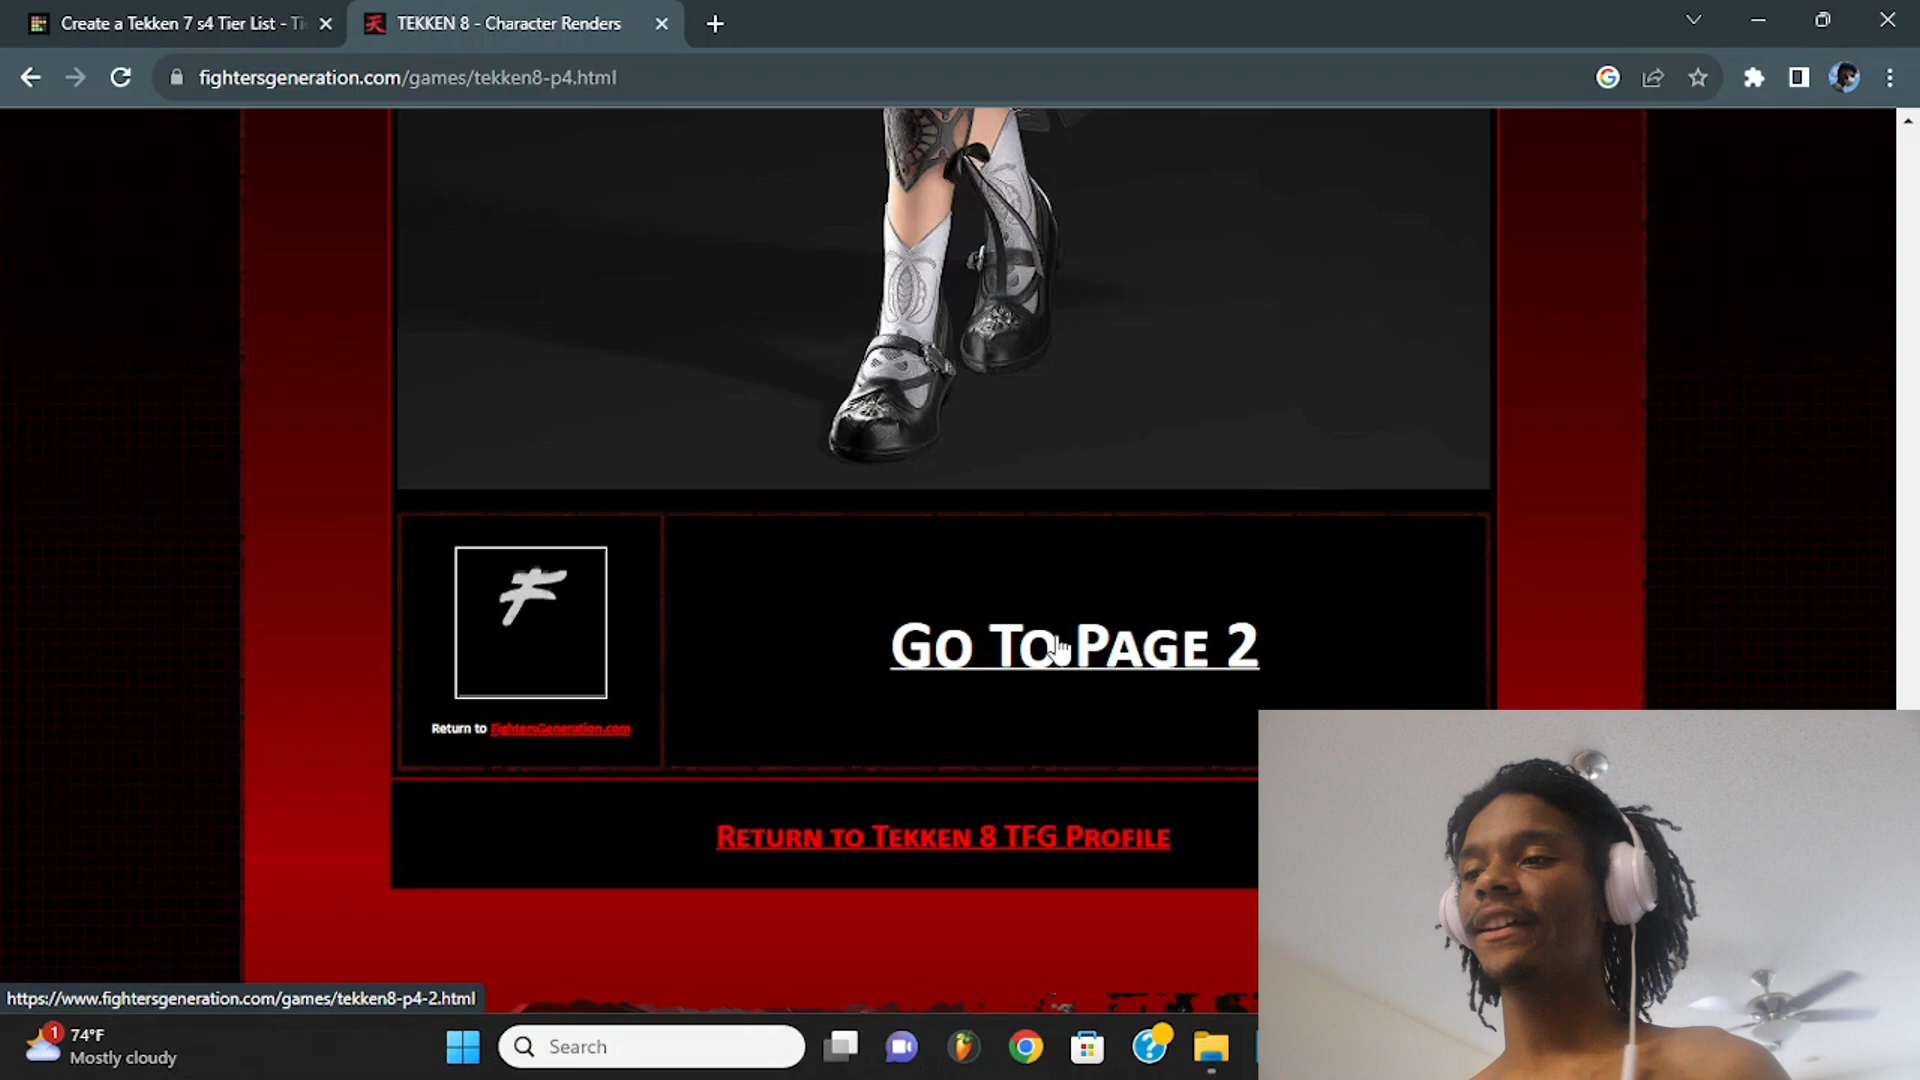 Create a Tekken 7 s4 Tier List - Ti
TEKKEN 8 - Character Renders
fightersgeneration.com/games/tekken8-p4.html
GO TO PAGE 2
Return to FightersGeneration.com
RETURN TO TEKKEN 8 TFG PROFILE
https://www.fightersgeneration.com/games/tekken8-p4-2.html
1
74°F
Mostly cloudy
Search